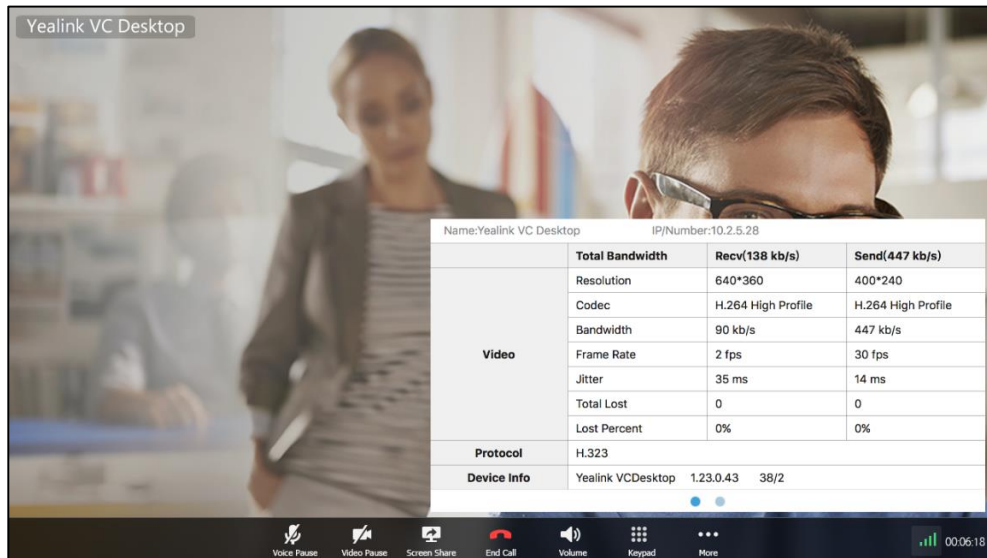 Yealink VC Desktop
Name:Yealink VC Desktop IP/Number:10.2.5.28
Total Bandwidth Recv(138 kb/s) Send(447 kb/s)
Video
Resolution 640*360 400*240
Codec H.264 High Profile H.264 High Profile
Bandwidth 90 kb/s 447 kb/s
Frame Rate 2 fps 30 fps
Jitter 35 ms 14 ms
Total Lost 0 0
Lost Percent 0% 0%
Protocol H.323
Device Info Yealink VCDesktop 1.23.0.43 38/2
Voice Pause Video Pause Screen Share End Call Volume Keypad More 00:06:18